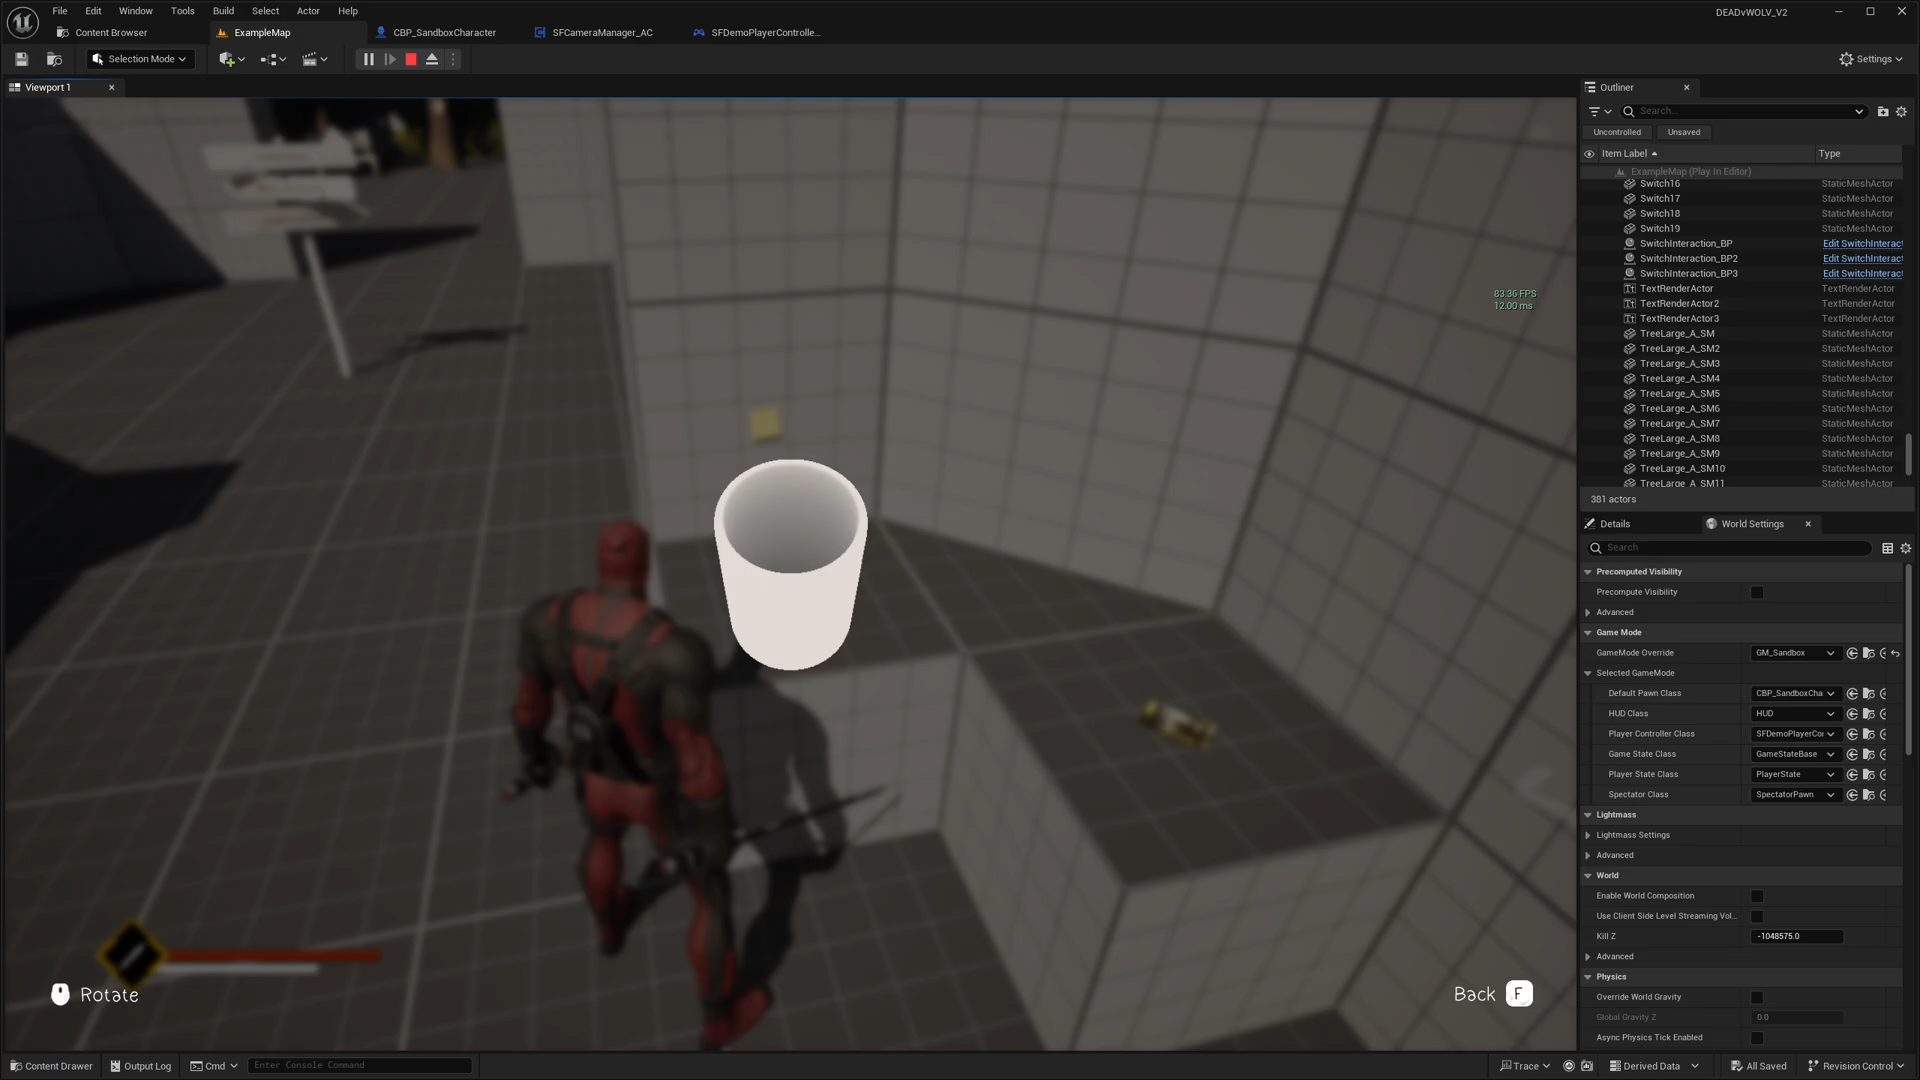 File Edit Window Tools Build Select Actor Help
DEADvWOLV_V2
Content Browser
ExampleMap
CBP_SandboxCharacter
SFCameraManager_AC
SFDemoPlayerControlle...
Selection Mode
Settings
Viewport 1
Outliner
Search...
Uncontrolled
Unsaved
Item Label
Type
ExampleMap (Play In Editor)
Switch16 StaticMeshActor
Switch17 StaticMeshActor
Switch18 StaticMeshActor
Switch19 StaticMeshActor
SwitchInteraction_BP Edit SwitchInteract
SwitchInteraction_BP2 Edit SwitchInteract
SwitchInteraction_BP3 Edit SwitchInteract
TextRenderActor TextRenderActor
TextRenderActor2 TextRenderActor
TextRenderActor3 TextRenderActor
TreeLarge_A_SM StaticMeshActor
TreeLarge_A_SM2 StaticMeshActor
TreeLarge_A_SM3 StaticMeshActor
TreeLarge_A_SM4 StaticMeshActor
TreeLarge_A_SM5 StaticMeshActor
TreeLarge_A_SM6 StaticMeshActor
TreeLarge_A_SM7 StaticMeshActor
TreeLarge_A_SM8 StaticMeshActor
TreeLarge_A_SM9 StaticMeshActor
TreeLarge_A_SM10 StaticMeshActor
TreeLarge_A_SM11 StaticMeshActor
381 actors
83.36 FPS
12.00 ms
Details
World Settings
Search
Precomputed Visibility
Precompute Visibility
Advanced
Game Mode
GameMode Override GM_Sandbox
Selected GameMode
Default Pawn Class CBP_SandboxCha
HUD Class HUD
Player Controller Class SFDemoPlayerCor
Game State Class GameStateBase
Player State Class PlayerState
Spectator Class SpectatorPawn
Lightmass
Lightmass Settings
Advanced
World
Enable World Composition
Use Client Side Level Streaming Vol...
Kill Z -1048575.0
Advanced
Physics
Override World Gravity
Global Gravity Z 0.0
Async Physics Tick Enabled
Rotate
Back F
Content Drawer
Output Log
Cmd
Enter Console Command
Trace
Derived Data
All Saved
Revision Control